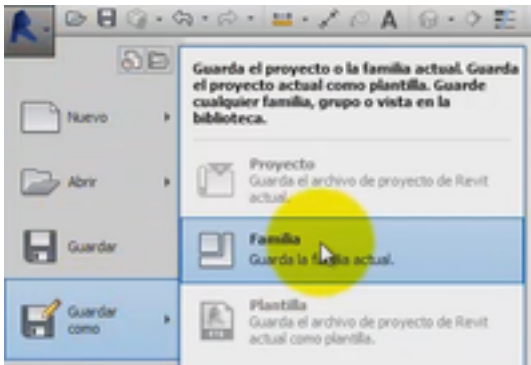 Guarda el proyecto o la familia actual. Guarda
el proyecto actual como plantilla. Guarde
cualquier familia, grupo o vista en la
biblioteca.
Nuevo
Abrir
Guardar
Guardar
como
Proyecto
Guarda el archivo de proyecto de Revit
actual.
Familia
Guarda la familia actual.
Plantilla
Guarda el archivo de proyecto de Revit
actual como plantilla.